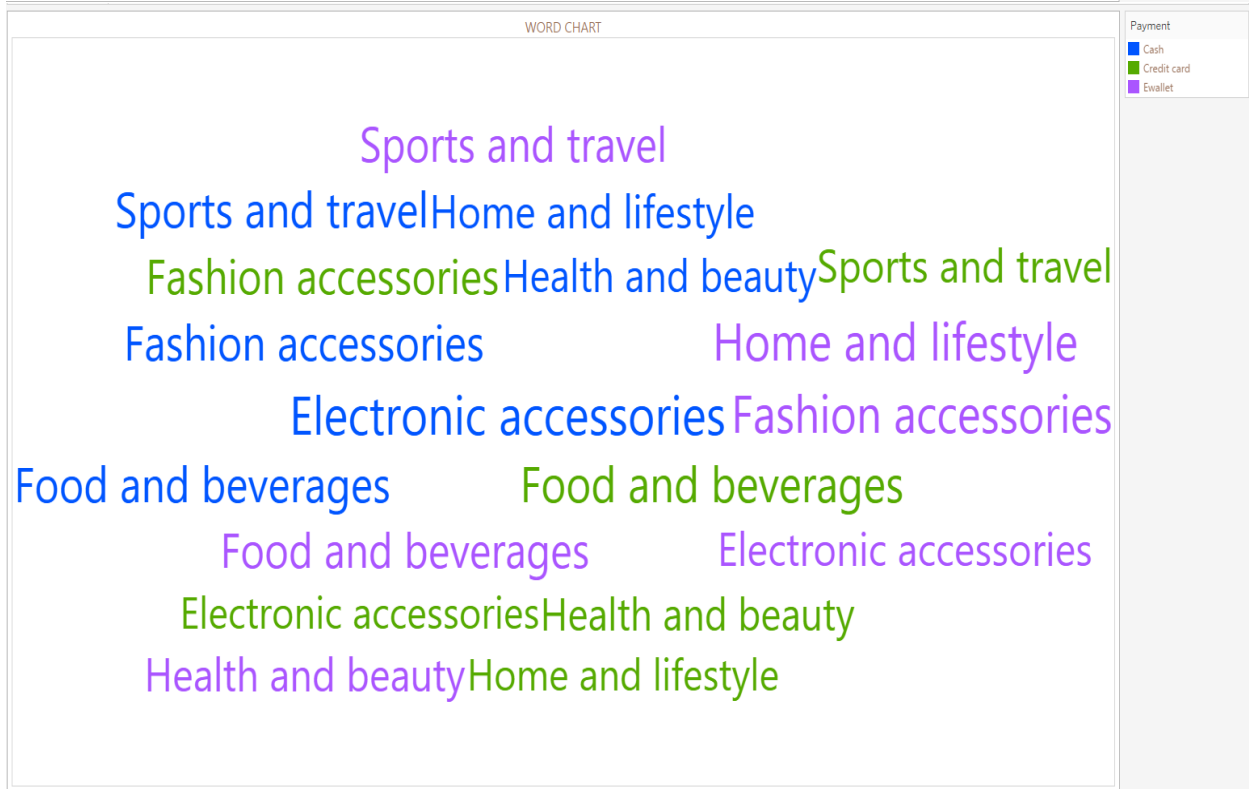 WORD CHART
Sports and travel
Sports and travel Home and lifestyle
Fashion accessories Health and beauty Sports and travel
Fashion accessories Home and lifestyle
Electronic accessories Fashion accessories
Food and beverages Food and beverages
Food and beverages Electronic accessories
Electronic accessories Health and beauty
Health and beauty Home and lifestyle
Payment
Cash
Credit card
Ewallet